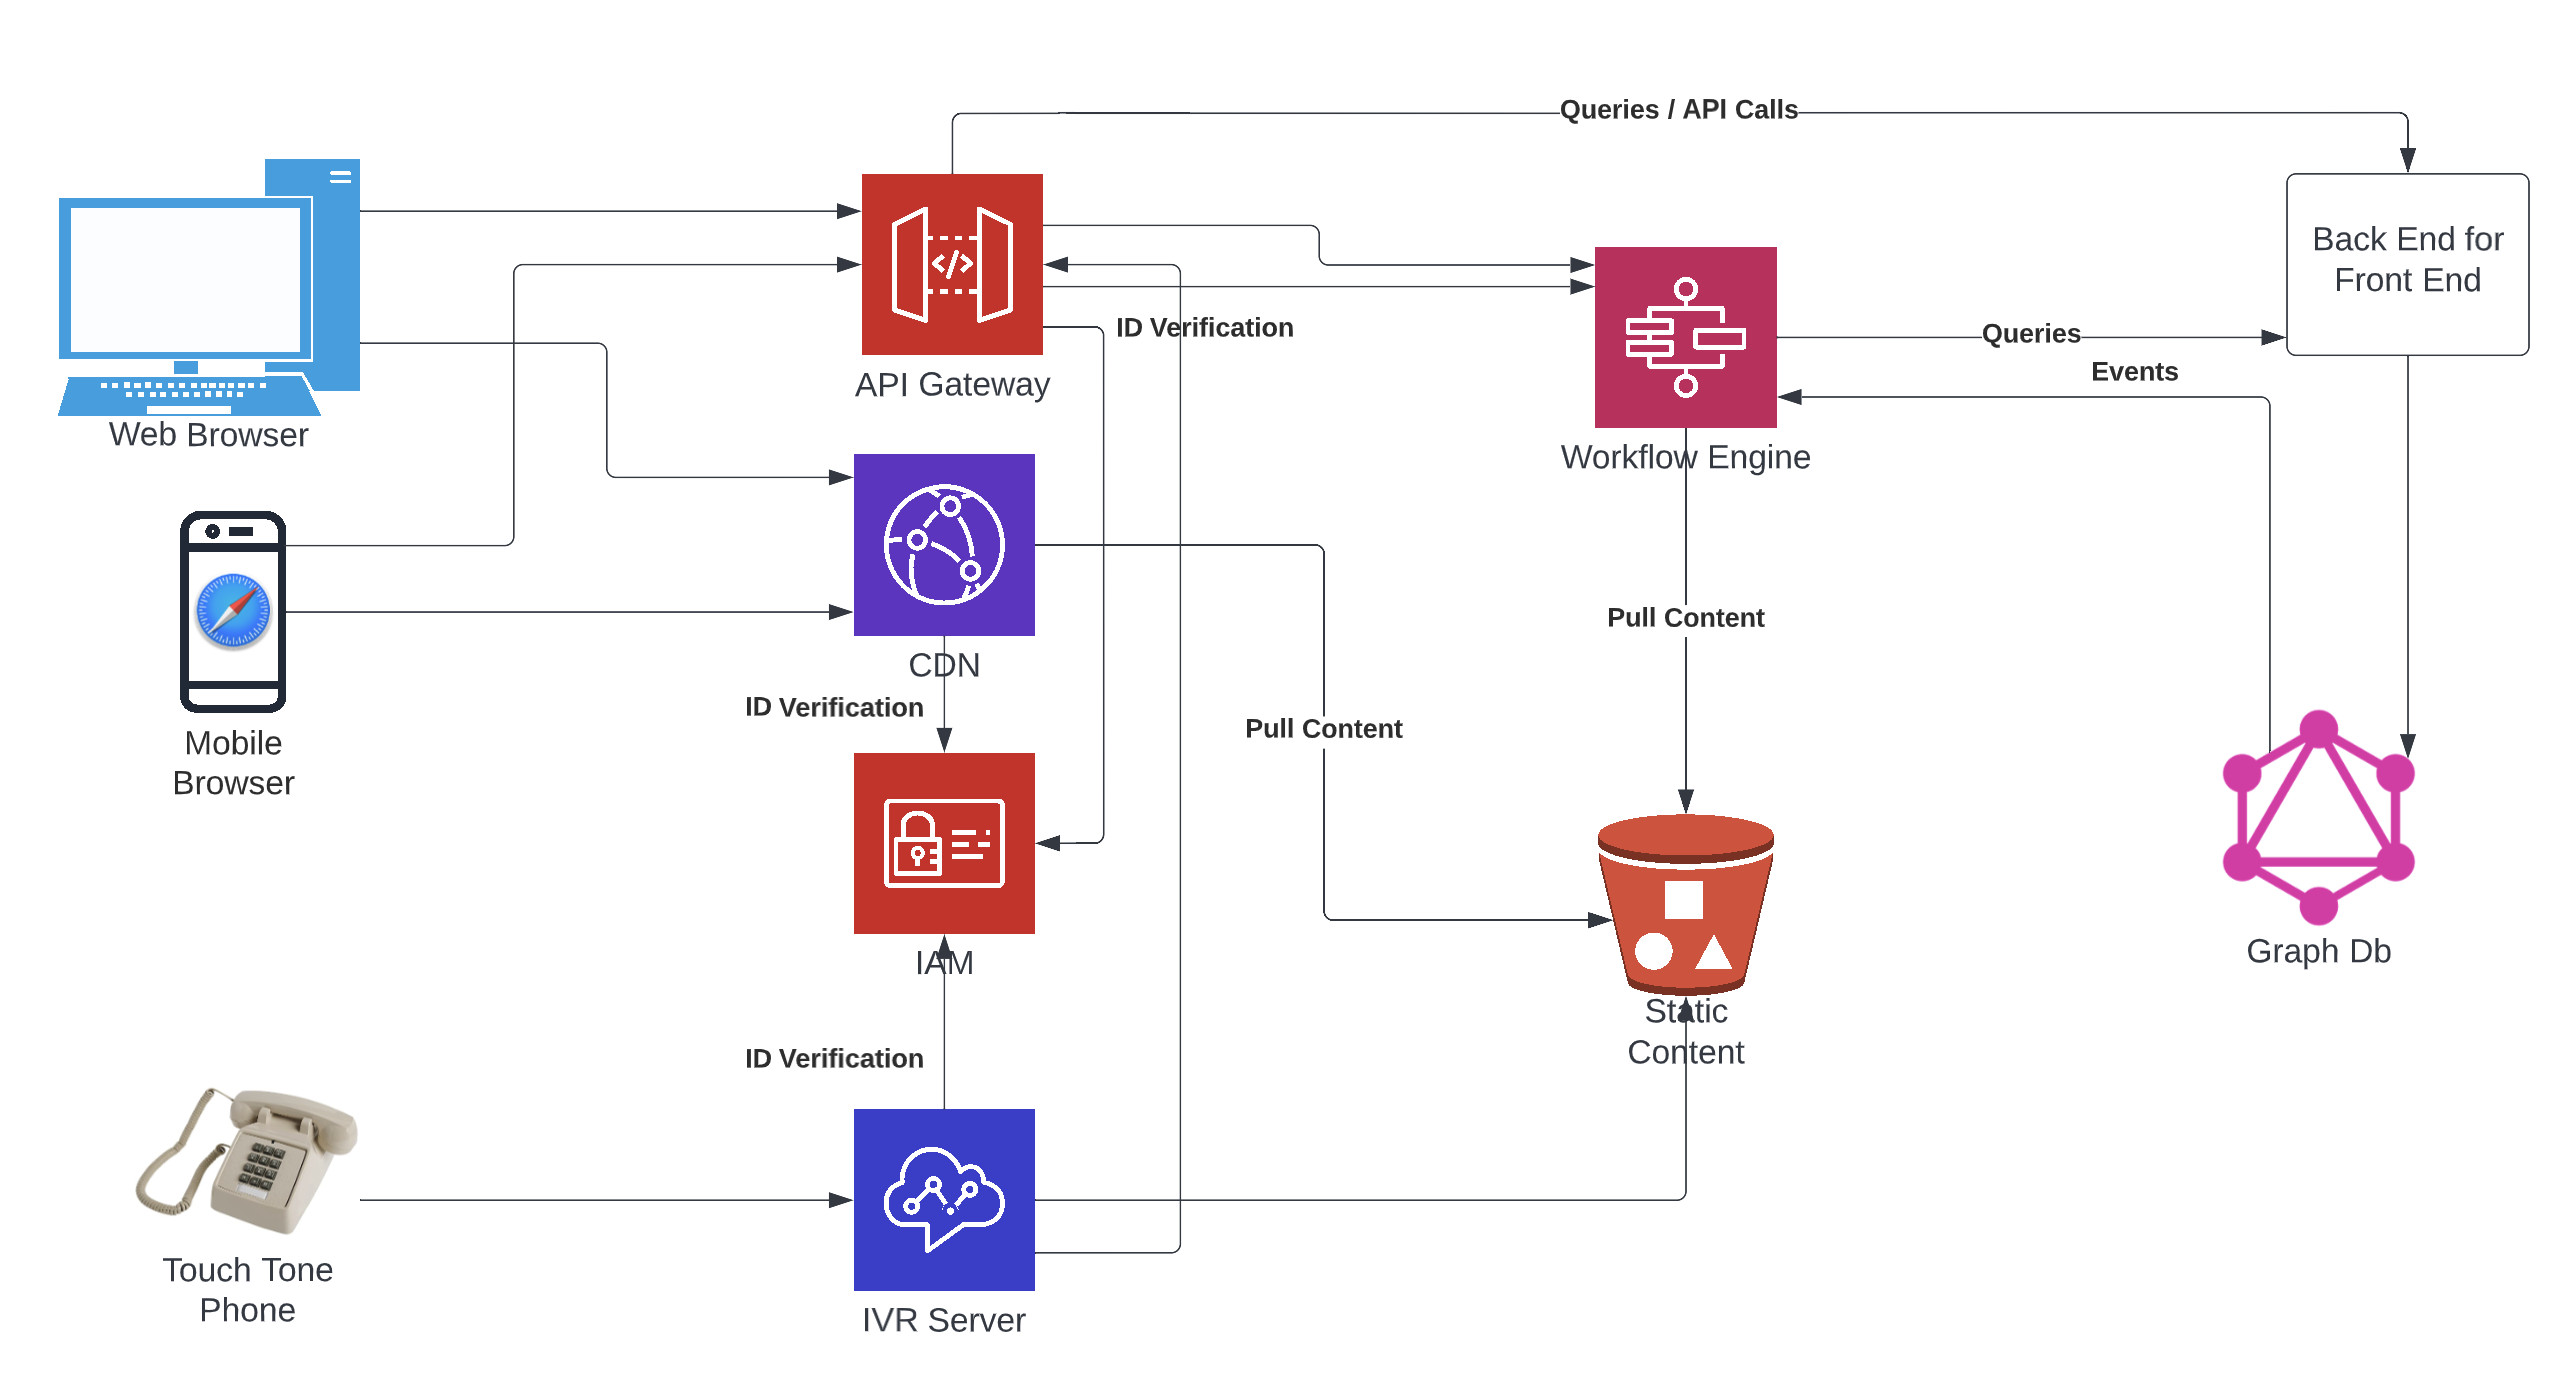 Queries / API Calls
Web Browser
API Gateway
ID Verification
Workflow Engine
Queries
Events
Back End for
Front End
Mobile
Browser
CDN
ID Verification
Pull Content
Pull Content
IAM
ID Verification
Static
Content
Graph Db
Touch Tone
Phone
IVR Server